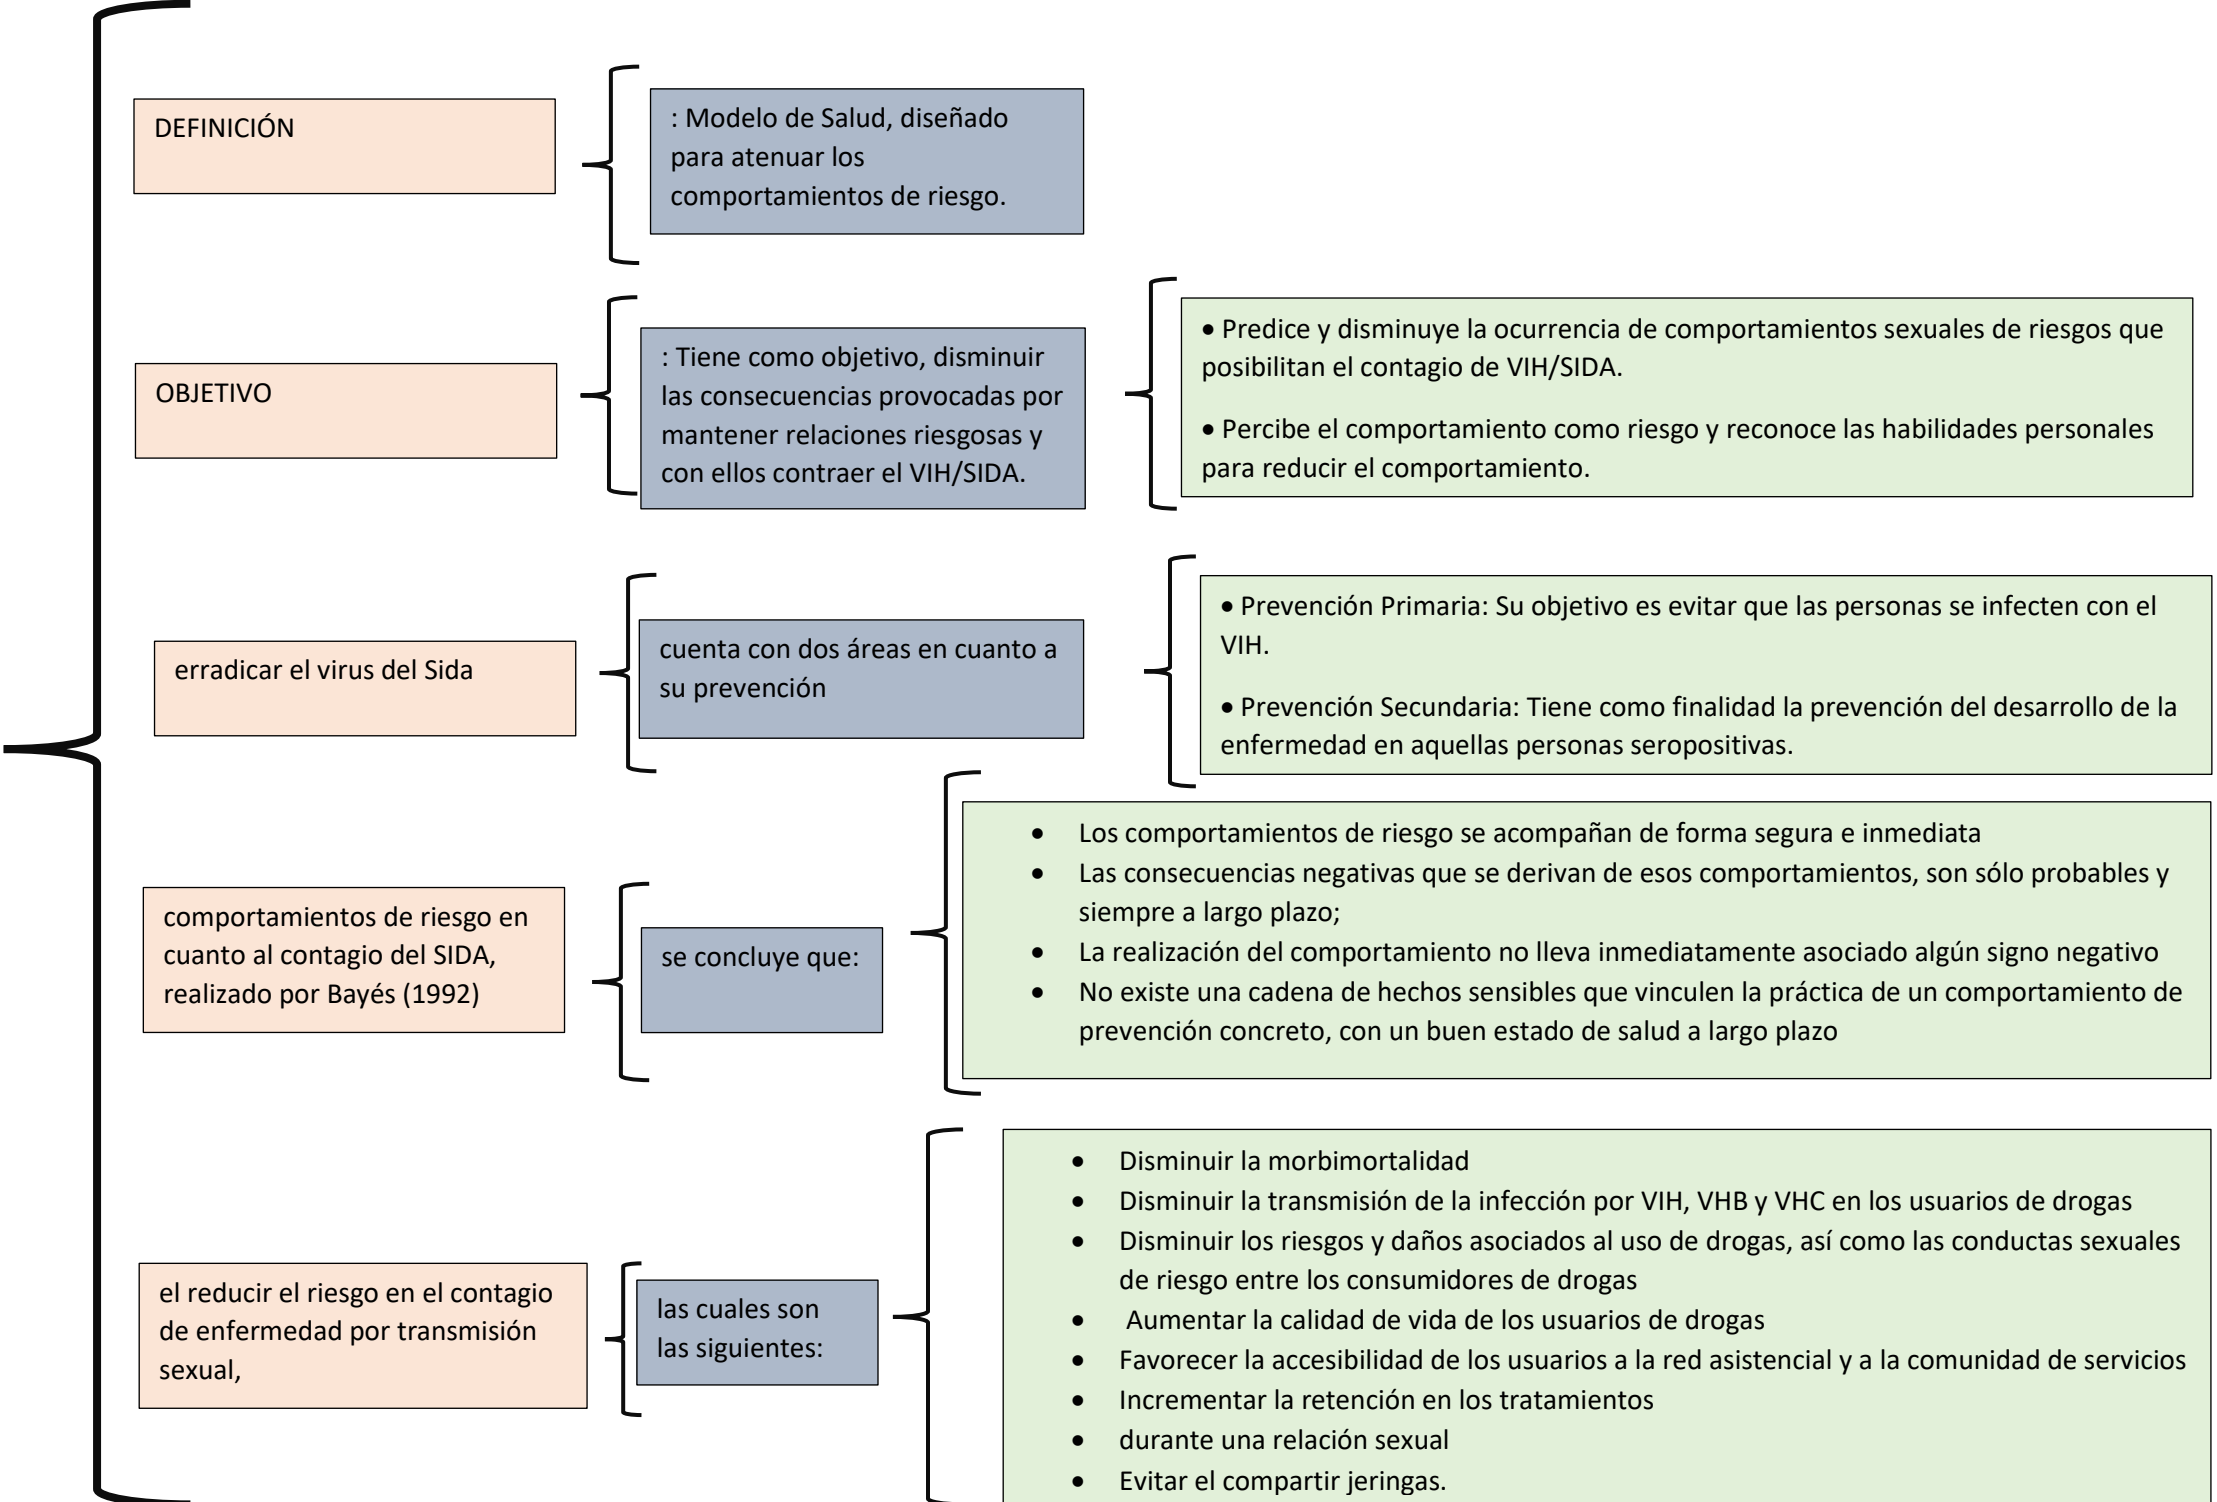 DEFINICIÓN
: Modelo de Salud, diseñado
para atenuar los
comportamientos de riesgo.
OBJETIVO
: Tiene como objetivo, disminuir
las consecuencias provocadas por
mantener relaciones riesgosas y
con ellos contraer el VIH/SIDA.
• Predice y disminuye la ocurrencia de comportamientos sexuales de riesgos que
posibilitan el contagio de VIH/SIDA.
• Percibe el comportamiento como riesgo y reconoce las habilidades personales
para reducir el comportamiento.
erradicar el virus del Sida
cuenta con dos áreas en cuanto a
su prevención
• Prevención Primaria: Su objetivo es evitar que las personas se infecten con el
VIH.
• Prevención Secundaria: Tiene como finalidad la prevención del desarrollo de la
enfermedad en aquellas personas seropositivas.
comportamientos de riesgo en
cuanto al contagio del SIDA,
realizado por Bayés (1992)
se concluye que:
• Los comportamientos de riesgo se acompañan de forma segura e inmediata
• Las consecuencias negativas que se derivan de esos comportamientos, son sólo probables y
siempre a largo plazo;
• La realización del comportamiento no lleva inmediatamente asociado algún signo negativo
• No existe una cadena de hechos sensibles que vinculen la práctica de un comportamiento de
prevención concreto, con un buen estado de salud a largo plazo
el reducir el riesgo en el contagio
de enfermedad por transmisión
sexual,
las cuales son
las siguientes:
• Disminuir la morbimortalidad
• Disminuir la transmisión de la infección por VIH, VHB y VHC en los usuarios de drogas
• Disminuir los riesgos y daños asociados al uso de drogas, así como las conductas sexuales
de riesgo entre los consumidores de drogas
• Aumentar la calidad de vida de los usuarios de drogas
• Favorecer la accesibilidad de los usuarios a la red asistencial y a la comunidad de servicios
• Incrementar la retención en los tratamientos
• durante una relación sexual
• Evitar el compartir jeringas.